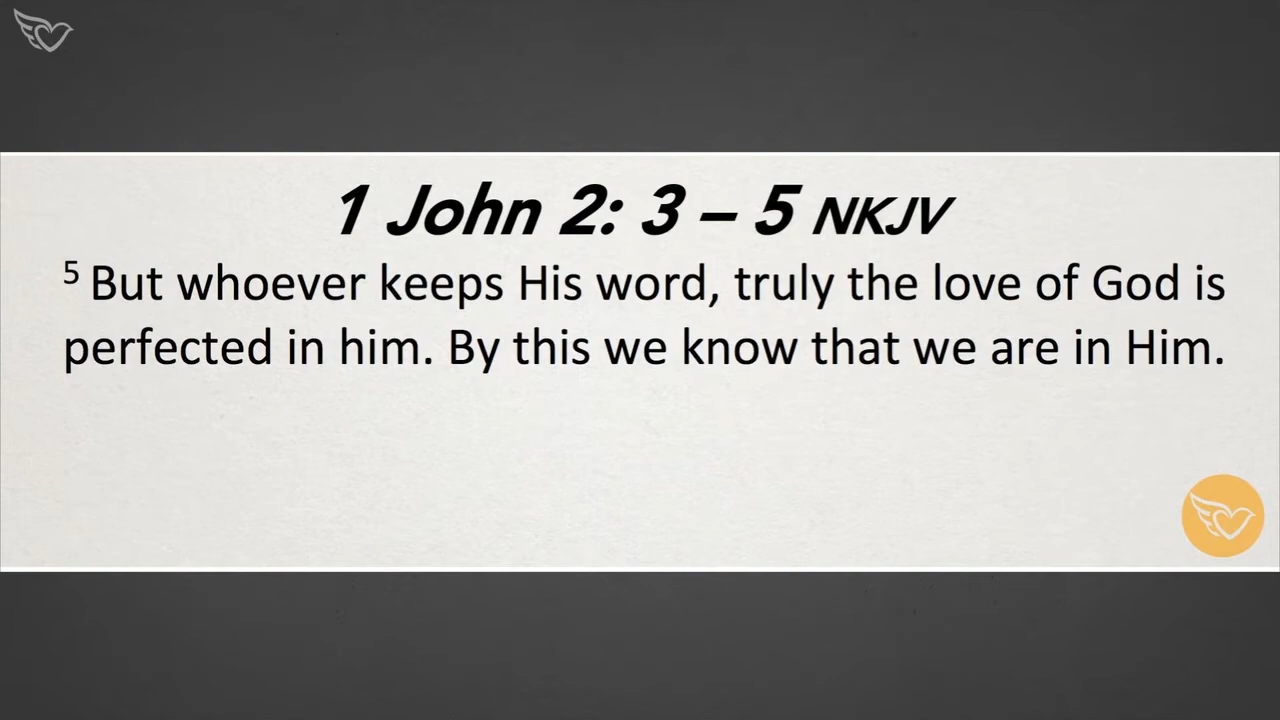 1 John 2: 3 – 5 NKJV
5 But whoever keeps His word, truly the love of God is
perfected in him. By this we know that we are in Him.